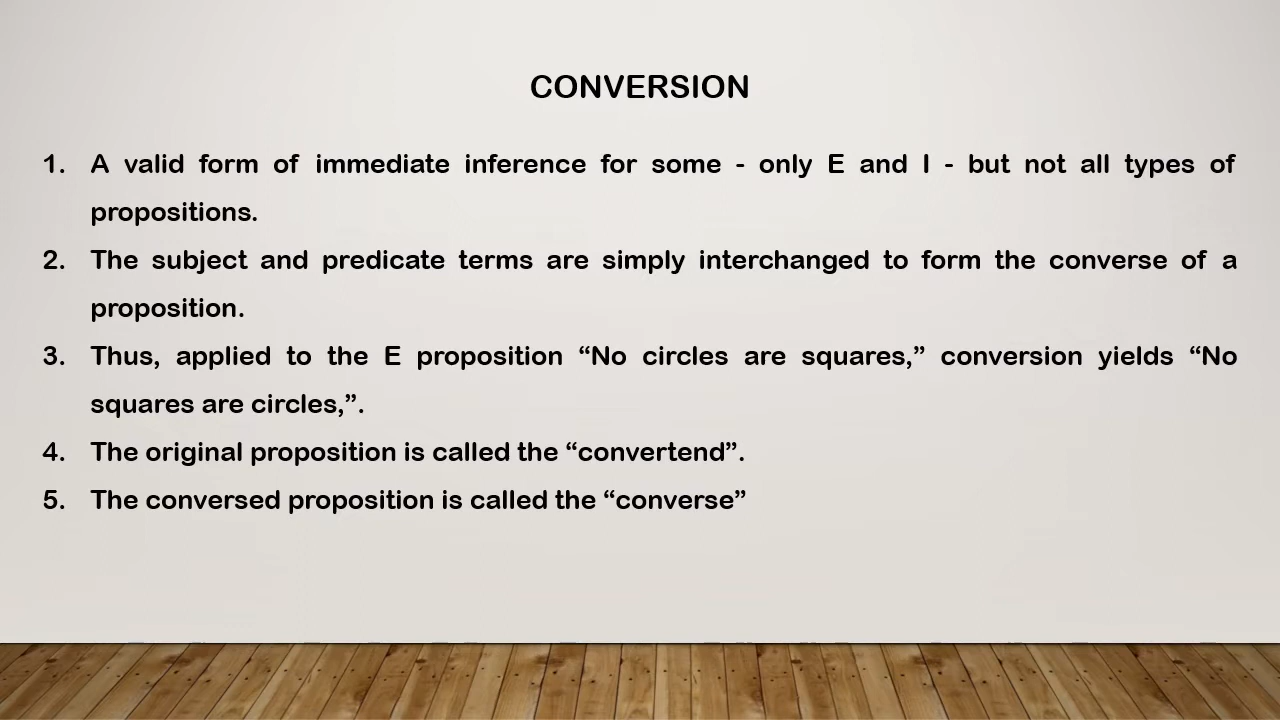 CONVERSION
1. A valid form of immediate inference for some - only E and I - but not all types of
propositions.
2. The subject and predicate terms are simply interchanged to form the converse of a
proposition.
3. Thus, applied to the E proposition “No circles are squares,” conversion yields “No
squares are circles,”.
4. The original proposition is called the “convertend”.
5. The conversed proposition is called the “converse”